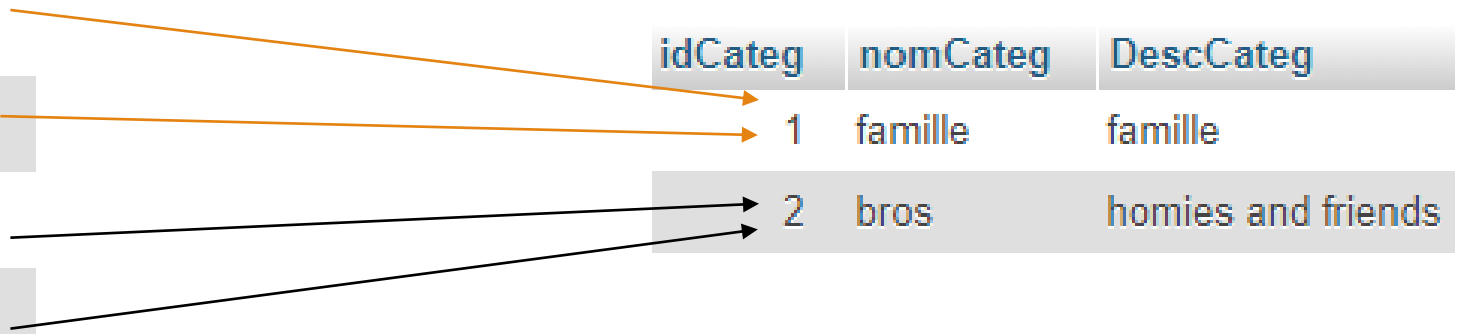 idCateg nomCateg DescCateg
1 famille famille
2 bros homies and friends